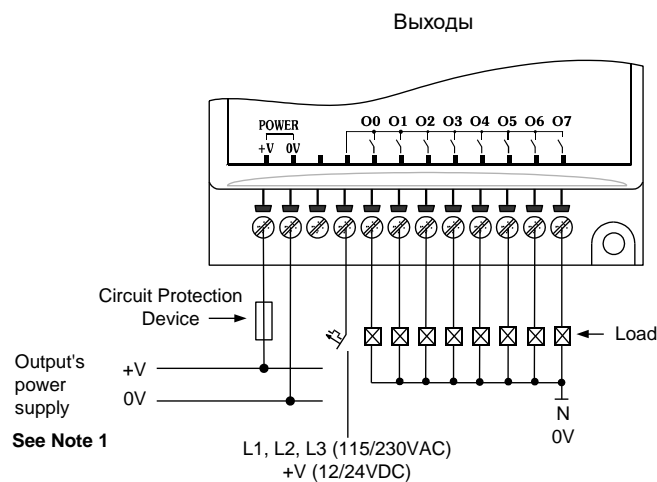 Выходы
POWER
+V 0V
O0 O1 O2 O3 O4 O5 O6 O7
Circuit Protection
Device
Load
Output's
power
supply
+V
0V
See Note 1
N
0V
L1, L2, L3 (115/230VAC)
+V (12/24VDC)